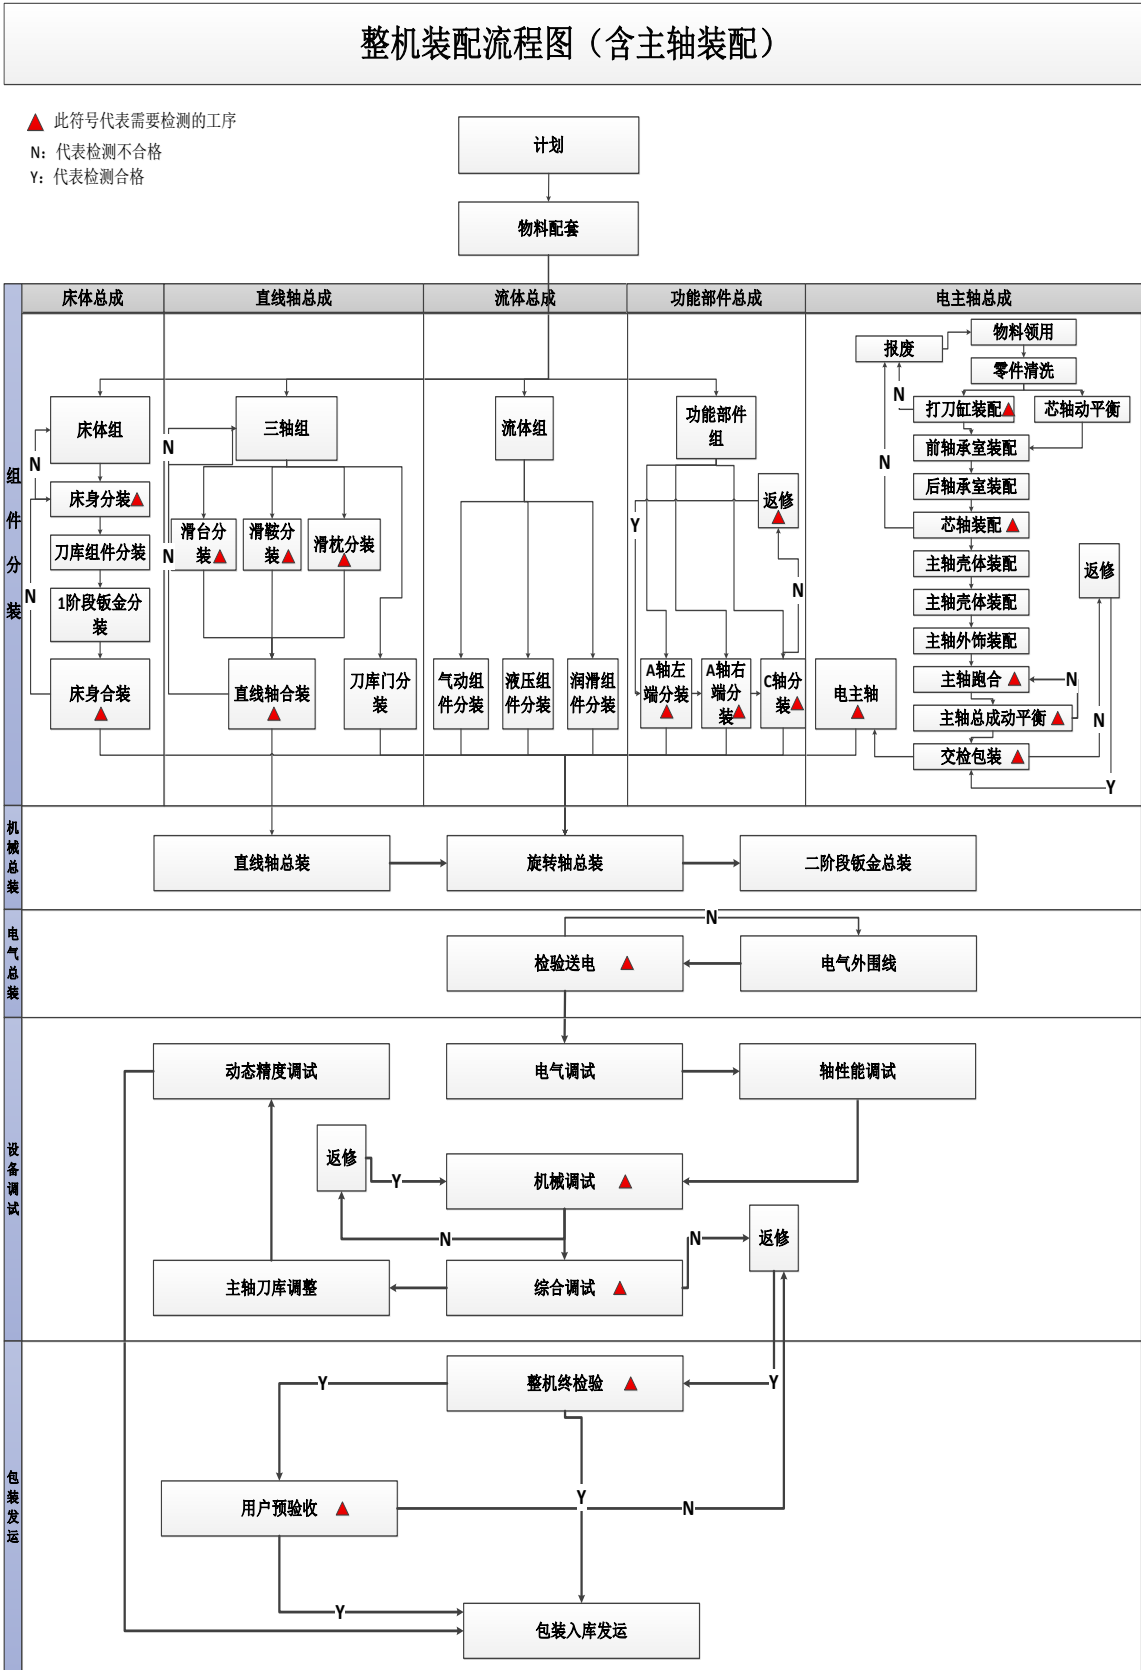 整机装配流程图（含主轴装配）
此符号代表需要检测的工序
N：代表检测不合格
Y：代表检测合格
计划
物料配套
床体总成
直线轴总成
流体总成
功能部件总成
电主轴总成
组件分装
床体组
N
床身分装
刀库组件分装
1阶段钣金分
装
N
床身合装
三轴组
N
滑台分
装
滑鞍分
装
滑枕分装
N
直线轴合装
刀库门分
装
流体组
气动组
件分装
液压组
件分装
润滑组
件分装
功能部件
组
返修
Y
N
A轴左
端分装
A轴右
端分
装
C轴分
装
报废
物料领用
零件清洗
N
打刀缸装配
芯轴动平衡
前轴承室装配
N
后轴承室装配
芯轴装配
主轴壳体装配
返修
主轴壳体装配
主轴外饰装配
主轴跑合
N
电主轴
主轴总成动平衡
N
交检包装
Y
机械总装
直线轴总装
旋转轴总装
二阶段钣金总装
电气总装
N
检验送电
电气外围线
设备调试
动态精度调试
电气调试
轴性能调试
返修
Y
机械调试
N
N
返修
主轴刀库调整
综合调试
包装发运
Y
整机终检验
Y
用户预验收
Y
N
Y
包装入库发运